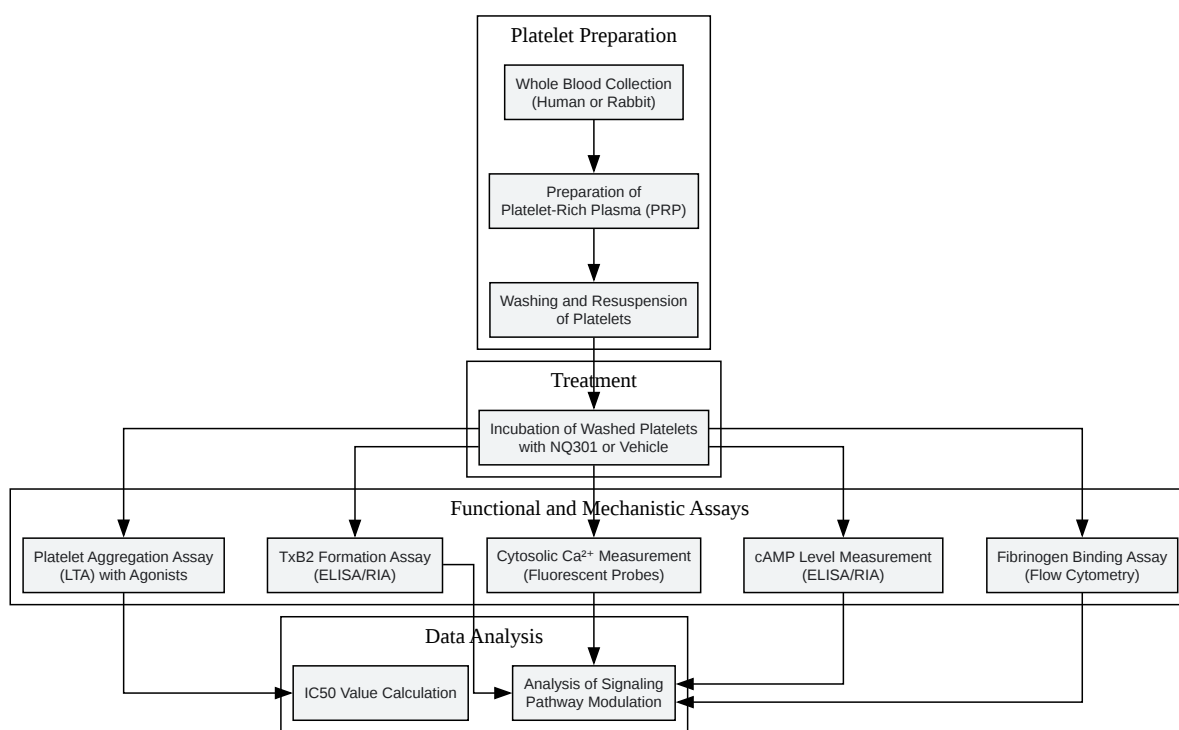 Platelet Preparation
Whole Blood Collection
(Human or Rabbit)
Preparation of
Platelet-Rich Plasma (PRP)
Washing and Resuspension
of Platelets
Treatment
Incubation of Washed Platelets
with NQ301 or Vehicle
Functional and Mechanistic Assays
Platelet Aggregation Assay
(LTA) with Agonists
TxB2 Formation Assay
(ELISA/RIA)
Cytosolic Ca²⁺ Measurement
(Fluorescent Probes)
cAMP Level Measurement
(ELISA/RIA)
Fibrinogen Binding Assay
(Flow Cytometry)
Data Analysis
IC50 Value Calculation
Analysis of Signaling
Pathway Modulation